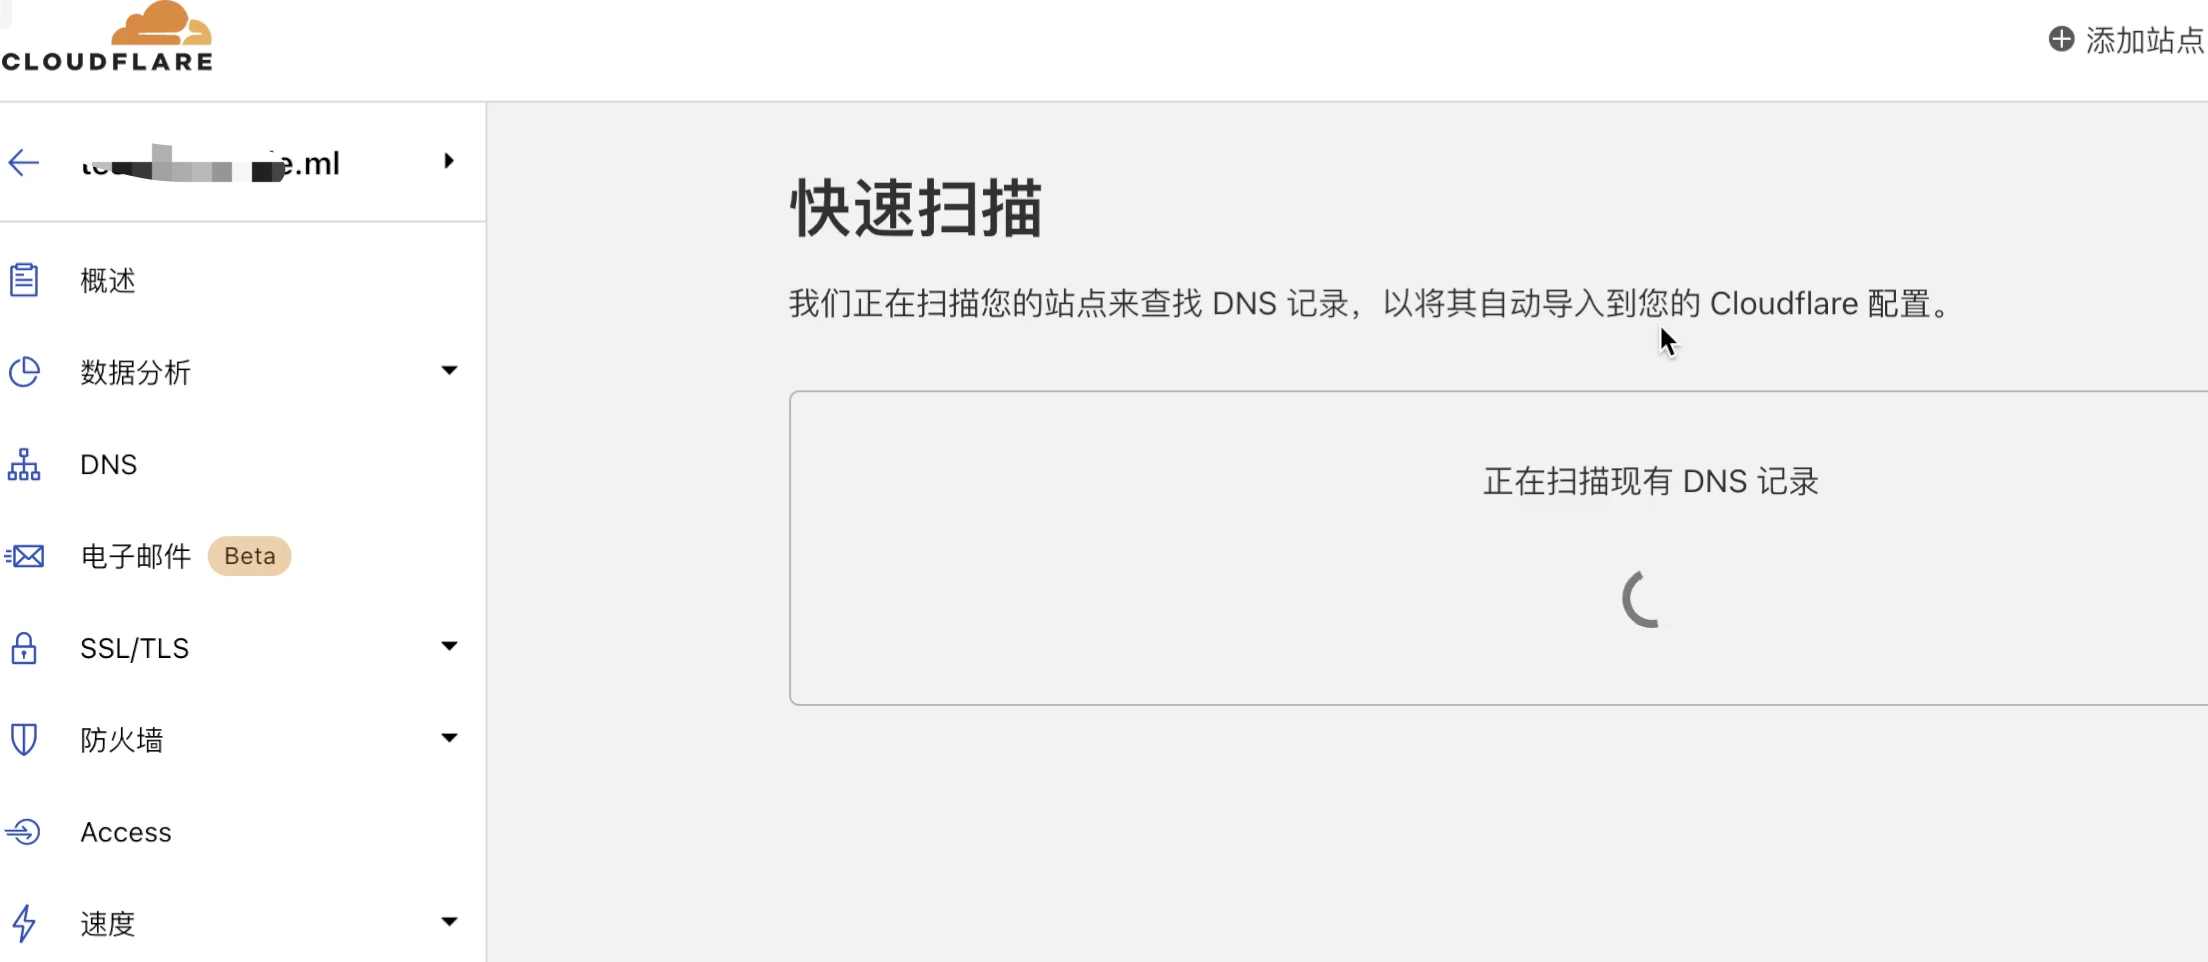 CLOUDFLARE
添加站点
e.ml
快速扫描
我们正在扫描您的站点来查找 DNS 记录，以将其自动导入到您的 Cloudflare 配置。
正在扫描现有 DNS 记录
概述
数据分析
DNS
电子邮件 Beta
SSL/TLS
防火墙
Access
速度